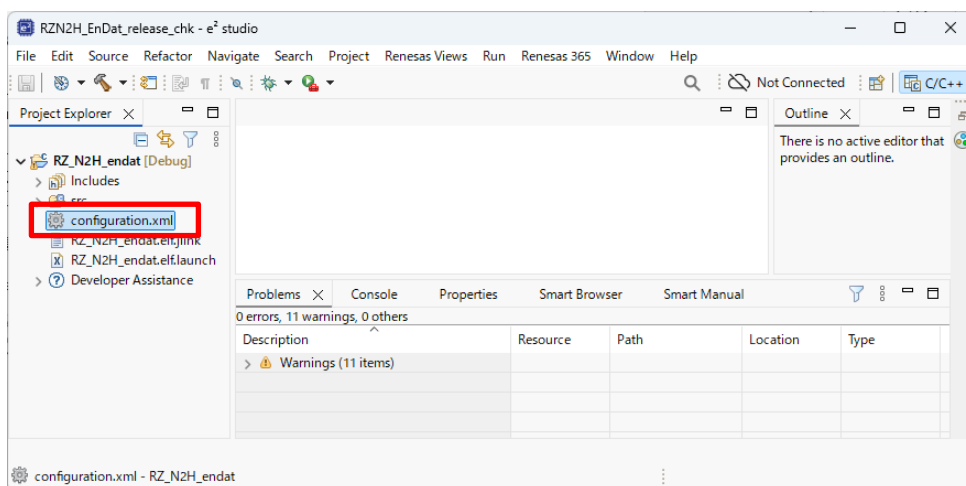 RZN2H_EnDat_release_chk - e² studio
File Edit Source Refactor Navigate Search Project Renesas Views Run Renesas 365 Window Help
Not Connected
C/C++
Project Explorer
Outline
There is no active editor that
provides an outline.
RZ_N2H_endat [Debug]
Includes
src
configuration.xml
RZ_N2H_endat.elf.jlink
RZ_N2H_endat.elf.launch
Developer Assistance
Problems Console Properties Smart Browser Smart Manual
0 errors, 11 warnings, 0 others
Description Resource Path Location Type
Warnings (11 items)
configuration.xml - RZ_N2H_endat